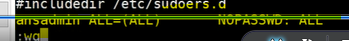 #includedir /etc/sudoers.d
ansadmin ALL=(ALL) NOPASSWD: ALL
:wq